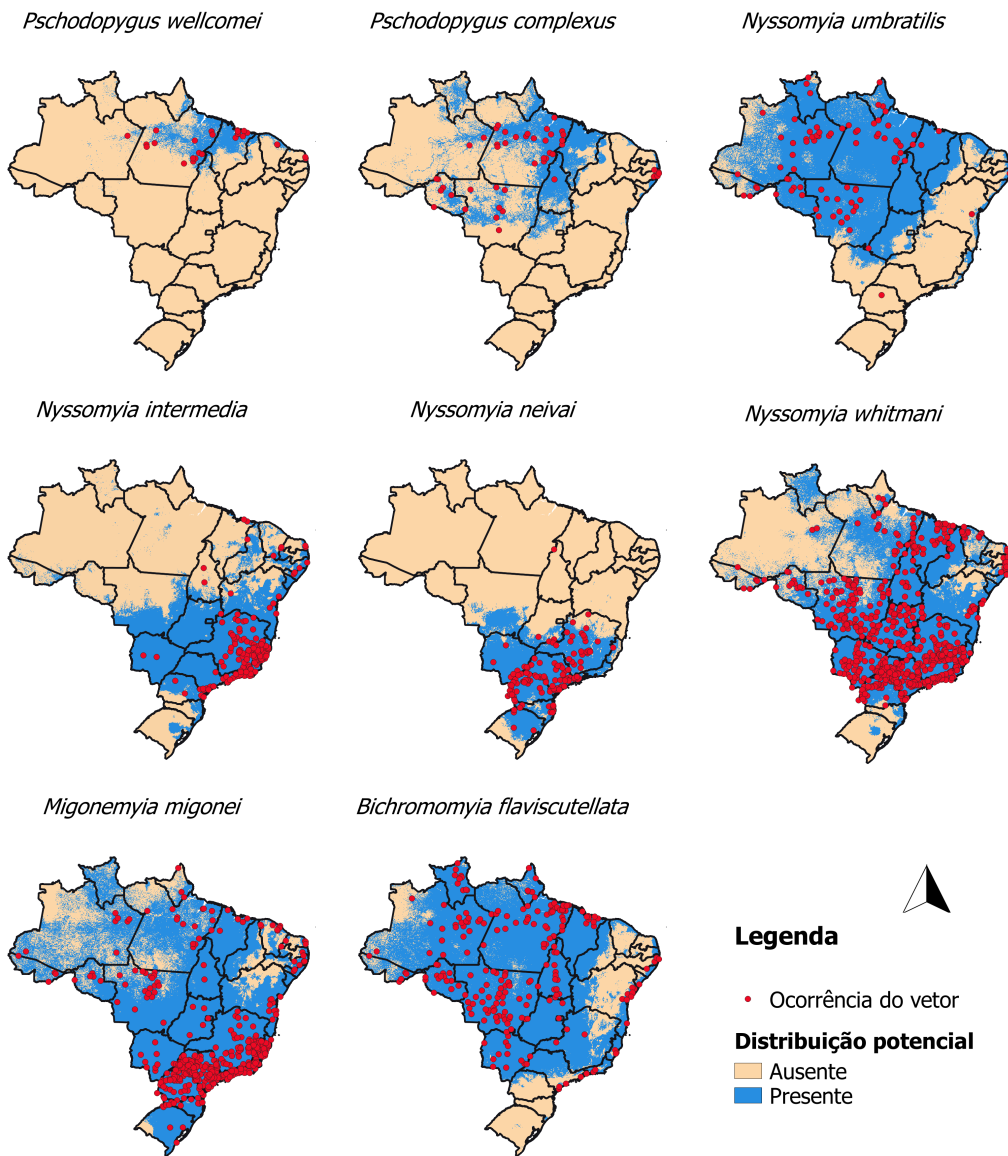 Pschodopygus wellcomei
Pschodopygus complexus
Nyssomyia umbratilis
Nyssomyia intermedia
Nyssomyia neivai
Nyssomyia whitmani
Migonemyia migonei
Bichromomyia flaviscutellata
Legenda
Ocorrência do vetor
Distribuição potencial
Ausente
Presente